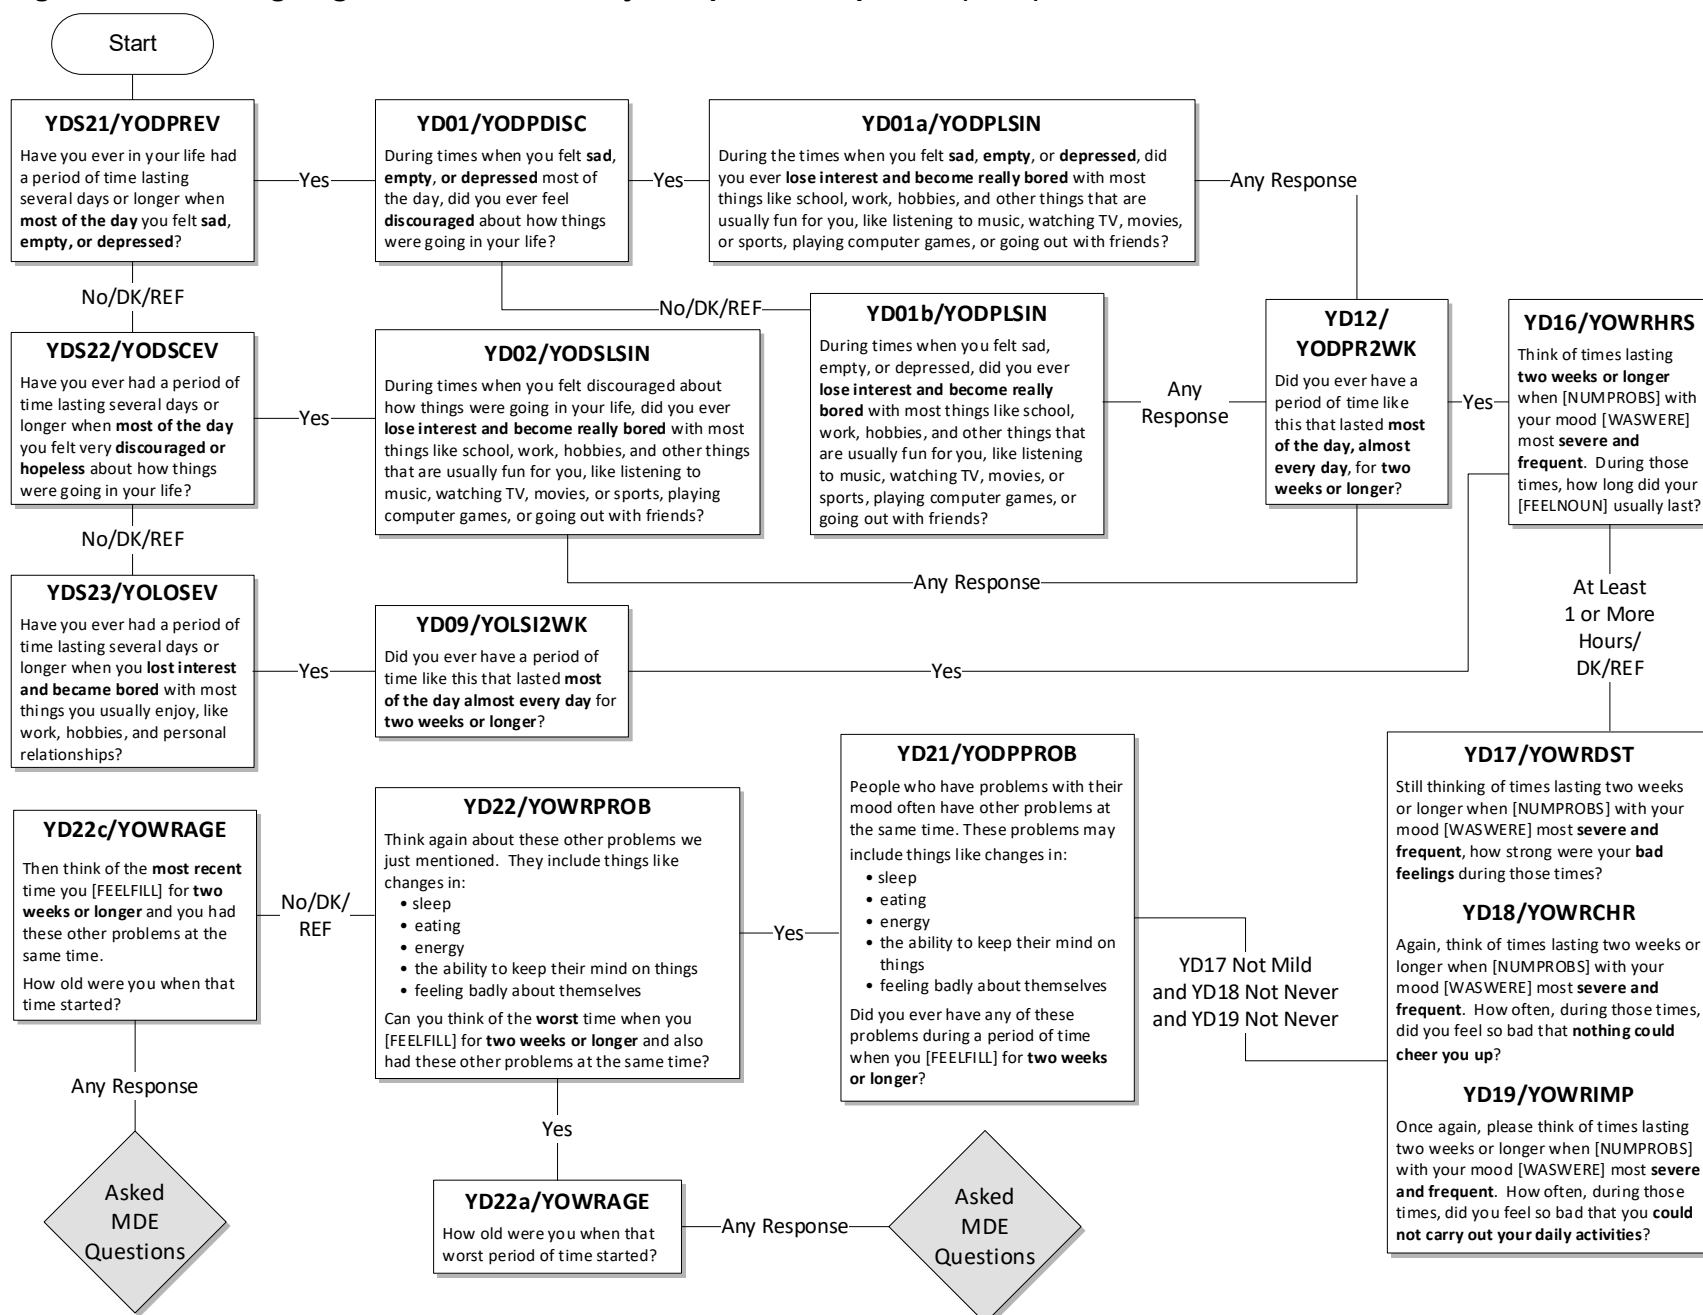 Start
YDS21/YODPREV
Have you ever in your life had
a period of time lasting
several days or longer when
most of the day you felt sad,
empty, or depressed?
Yes
YD01/YODPDISC
During times when you felt sad,
empty, or depressed most of
the day, did you ever feel
discouraged about how things
were going in your life?
Yes
YD01a/YODPLSIN
During the times when you felt sad, empty, or depressed, did
you ever lose interest and become really bored with most
things like school, work, hobbies, and other things that are
usually fun for you, like listening to music, watching TV, movies,
or sports, playing computer games, or going out with friends?
Any Response
No/DK/REF
No/DK/REF
YDS22/YODSCEV
Have you ever had a period of
time lasting several days or
longer when most of the day
you felt very discouraged or
hopeless about how things
were going in your life?
Yes
YD02/YODSLSIN
During times when you felt discouraged about
how things were going in your life, did you ever
lose interest and become really bored with most
things like school, work, hobbies, and other things
that are usually fun for you, like listening to
music, watching TV, movies, or sports, playing
computer games, or going out with friends?
YD01b/YODPLSIN
During times when you felt sad,
empty, or depressed, did you ever
lose interest and become really
bored with most things like school,
work, hobbies, and other things that
are usually fun for you, like listening
to music, watching TV, movies, or
sports, playing computer games, or
going out with friends?
Any
Response
YD12/
YODPR2WK
Did you ever have a
period of time like
this that lasted most
of the day, almost
every day, for two
weeks or longer?
Yes
YD16/YOWRHRS
Think of times lasting
two weeks or longer
when [NUMPROBS] with
your mood [WASWERE]
most severe and
frequent. During those
times, how long did your
[FEELNOUN] usually last?
No/DK/REF
Any Response
At Least
1 or More
Hours/
DK/REF
YDS23/YOLOSEV
Have you ever had a period of
time lasting several days or
longer when you lost interest
and became bored with most
things you usually enjoy, like
work, hobbies, and personal
relationships?
Yes
YD09/YOLSI2WK
Did you ever have a period of
time like this that lasted most
of the day almost every day for
two weeks or longer?
Yes
YD22c/YOWRAGE
Then think of the most recent
time you [FEELFILL] for two
weeks or longer and you had
these other problems at the
same time.
How old were you when that
time started?
No/DK/
REF
YD22/YOWRPROB
Think again about these other problems we
just mentioned. They include things like
changes in:
• sleep
• eating
• energy
• the ability to keep their mind on things
• feeling badly about themselves
Can you think of the worst time when you
[FEELFILL] for two weeks or longer and also
had these other problems at the same time?
Yes
YD21/YODPPROB
People who have problems with their
mood often have other problems at
the same time. These problems may
include things like changes in:
• sleep
• eating
• energy
• the ability to keep their mind on
things
• feeling badly about themselves
Did you ever have any of these
problems during a period of time
when you [FEELFILL] for two weeks
or longer?
YD17 Not Mild
and YD18 Not Never
and YD19 Not Never
YD17/YOWRDST
Still thinking of times lasting two weeks
or longer when [NUMPROBS] with your
mood [WASWERE] most severe and
frequent, how strong were your bad
feelings during those times?
YD18/YOWRCHR
Again, think of times lasting two weeks or
longer when [NUMPROBS] with your
mood [WASWERE] most severe and
frequent. How often, during those times,
did you feel so bad that nothing could
cheer you up?
YD19/YOWRIMP
Once again, please think of times lasting
two weeks or longer when [NUMPROBS]
with your mood [WASWERE] most severe
and frequent. How often, during those
times, did you feel so bad that you could
not carry out your daily activities?
Any Response
Asked
MDE
Questions
Yes
YD22a/YOWRAGE
How old were you when that
worst period of time started?
Any Response
Asked
MDE
Questions